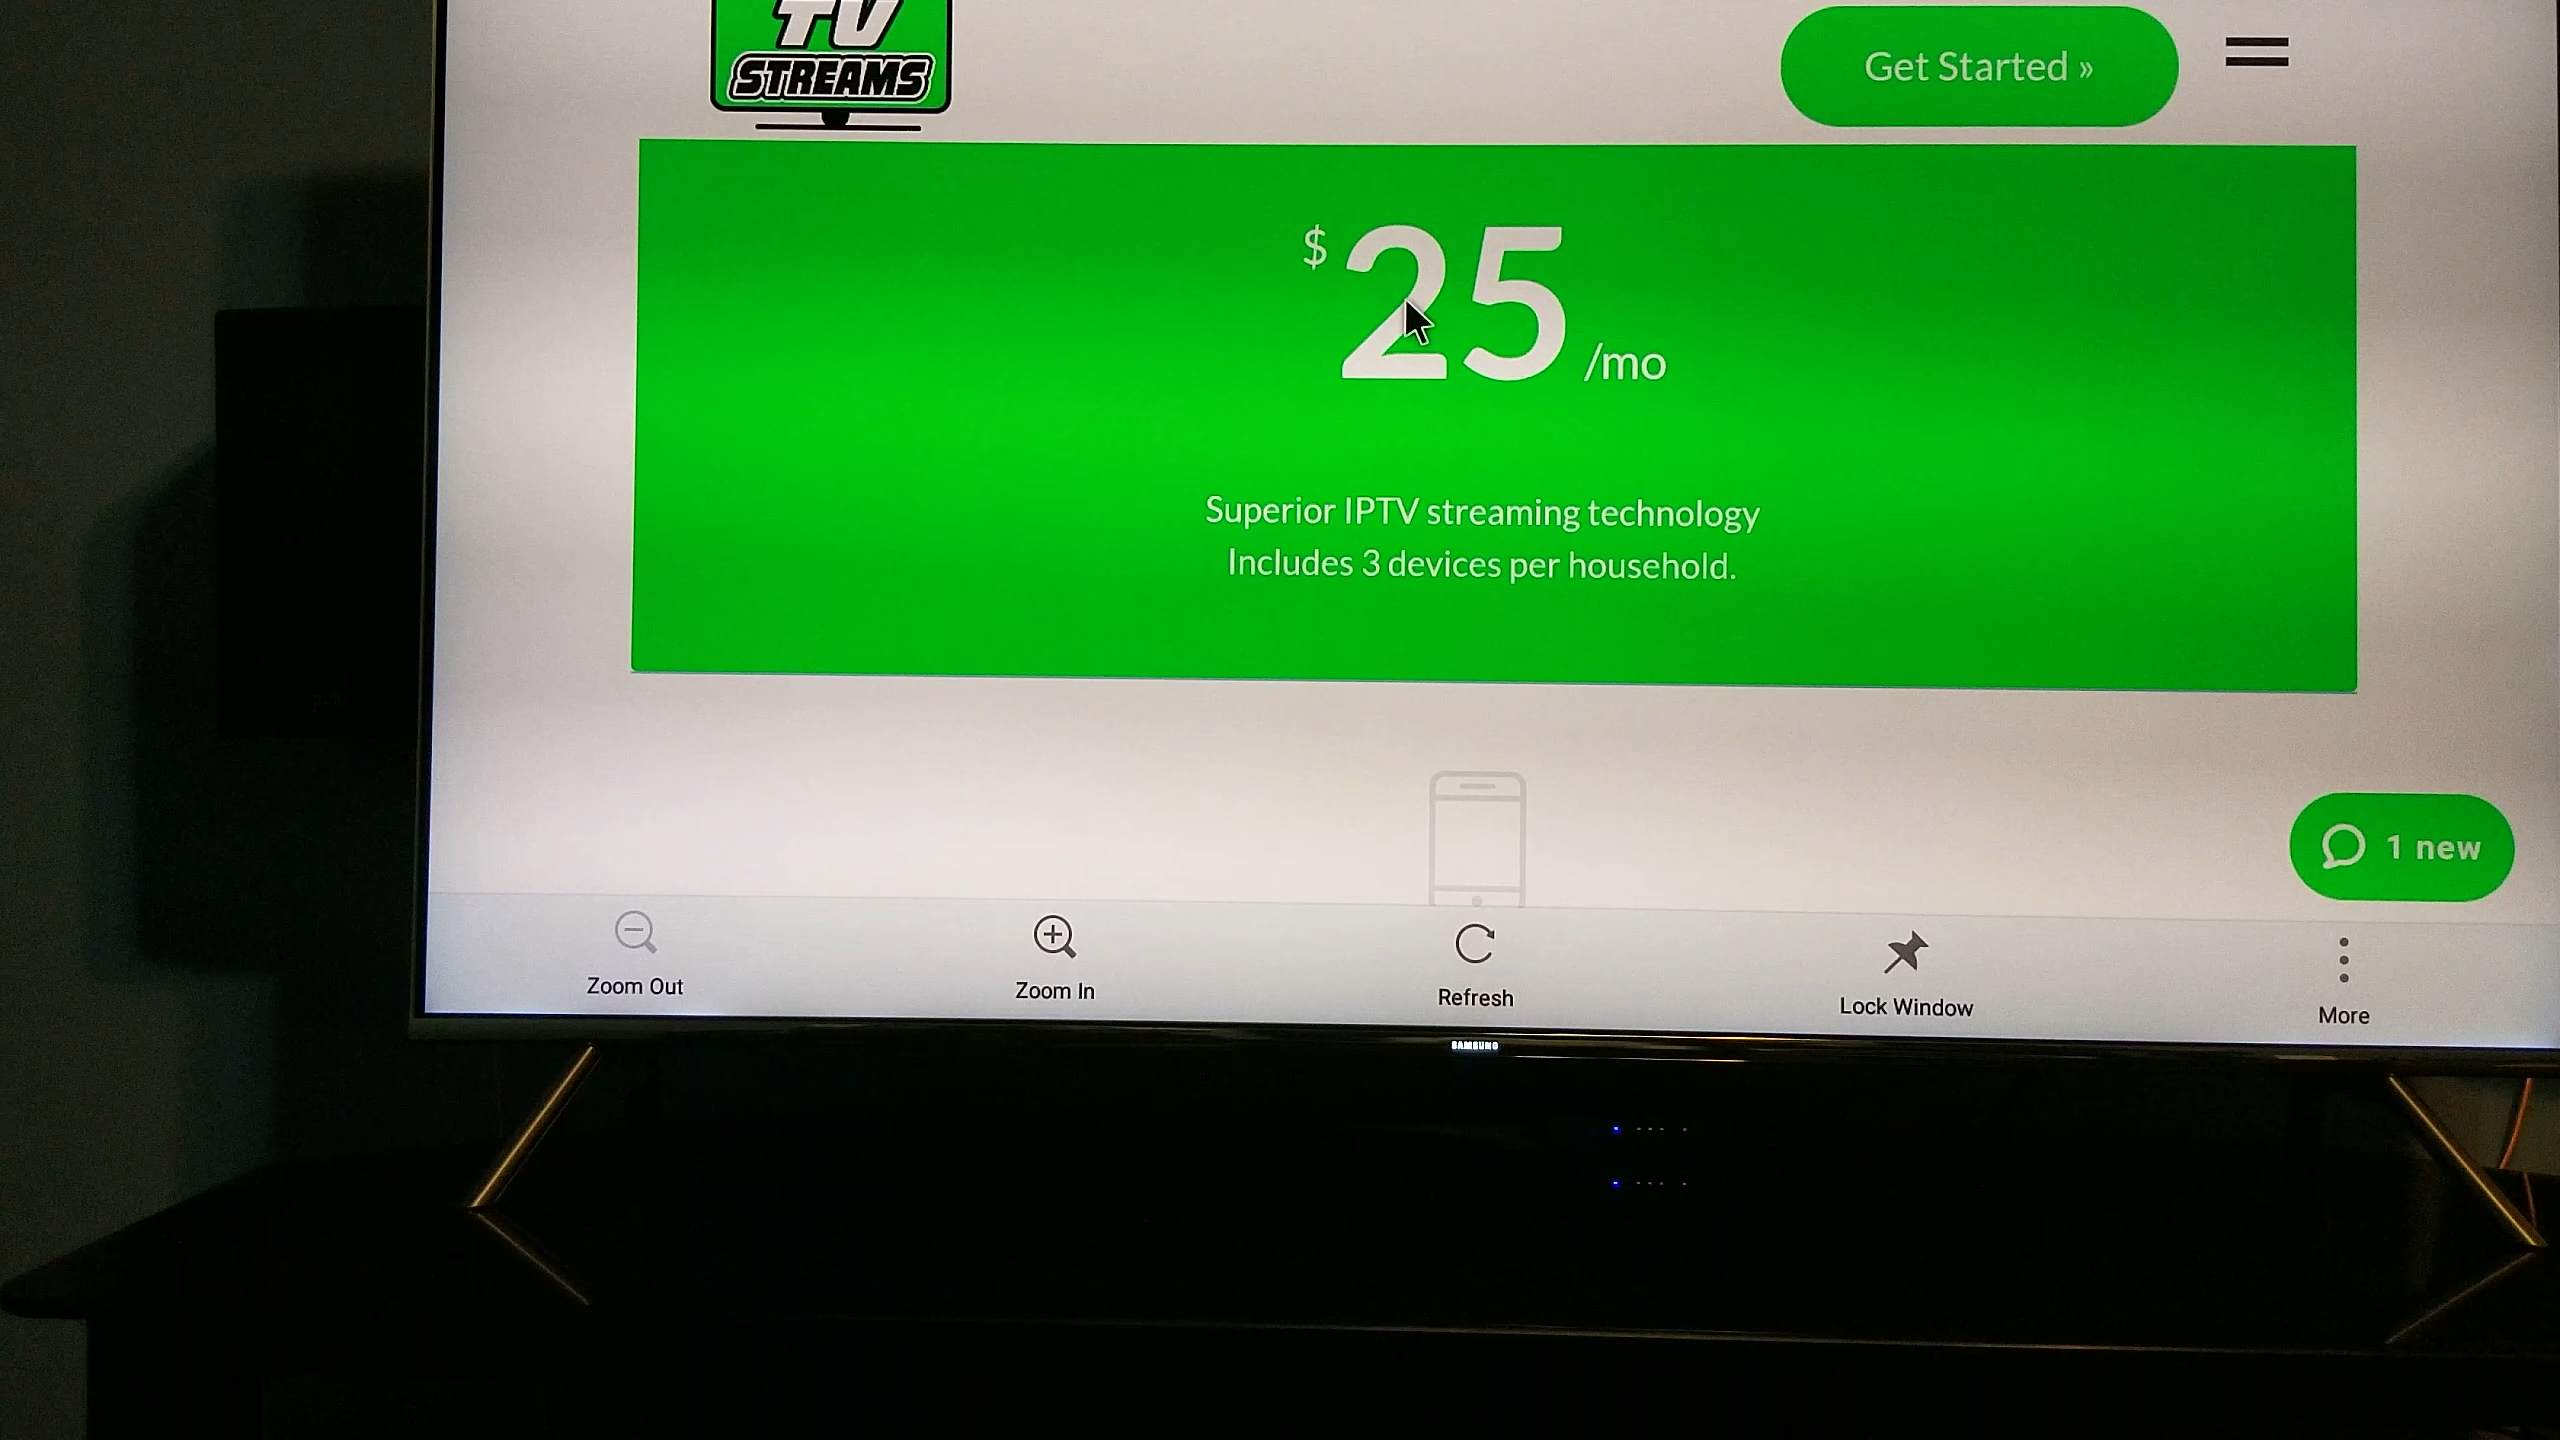 TV
STREAMS
Get Started »
$25/mo
Superior IPTV streaming technology
Includes 3 devices per household.
1 new
Zoom Out
Zoom In
Refresh
Lock Window
More
SAMSUNG